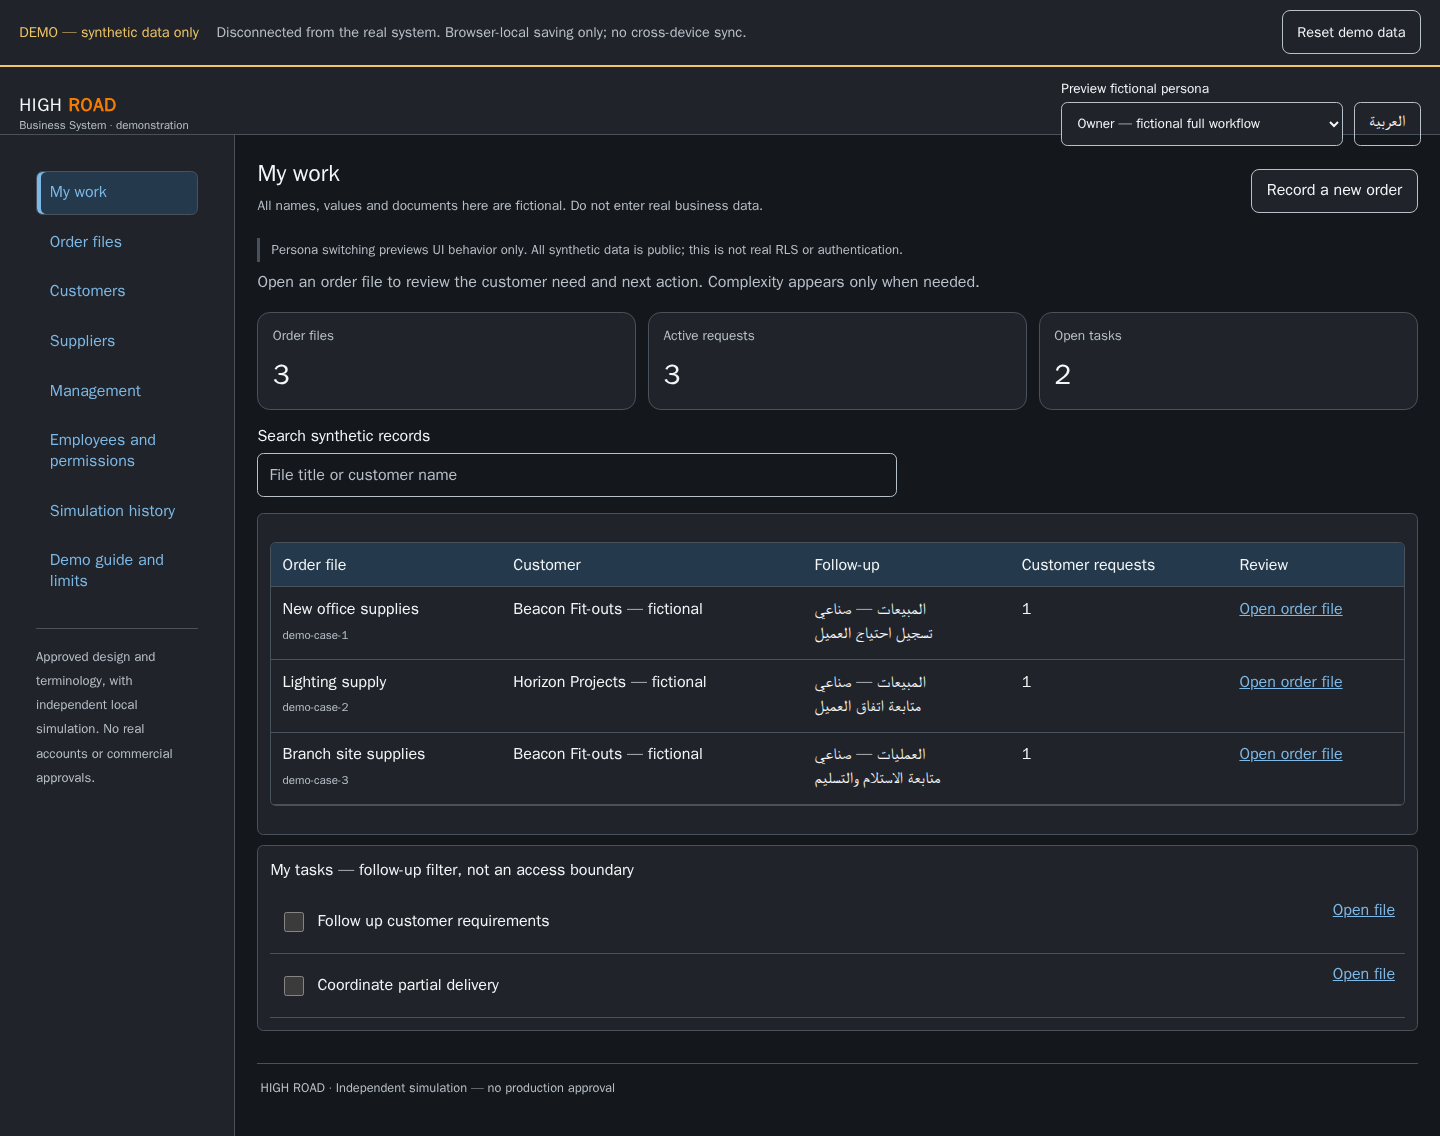 DEMO — synthetic data only
Disconnected from the real system. Browser-local saving only; no cross-device sync.
Reset demo data
HIGH ROAD
Business System · demonstration
Preview fictional persona
Owner — fictional full workflow
العربية
My work
Order files
Customers
Suppliers
Management
Employees and
permissions
Simulation history
Demo guide and
limits
Approved design and
terminology, with
independent local
simulation. No real
accounts or commercial
approvals.
My work
All names, values and documents here are fictional. Do not enter real business data.
Record a new order
Persona switching previews UI behavior only. All synthetic data is public; this is not real RLS or authentication.
Open an order file to review the customer need and next action. Complexity appears only when needed.
Order files
3
Active requests
3
Open tasks
2
Search synthetic records
File title or customer name
Order file Customer Follow-up Customer requests Review
New office supplies Beacon Fit-outs — fictional المبيعات — صناعي 1 Open order file
demo-case-1 تسجيل احتياج العميل
Lighting supply Horizon Projects — fictional المبيعات — صناعي 1 Open order file
demo-case-2 متابعة اتفاق العميل
Branch site supplies Beacon Fit-outs — fictional العمليات — صناعي 1 Open order file
demo-case-3 متابعة الاستلام والتسليم
My tasks — follow-up filter, not an access boundary
Follow up customer requirements Open file
Coordinate partial delivery Open file
HIGH ROAD · Independent simulation — no production approval